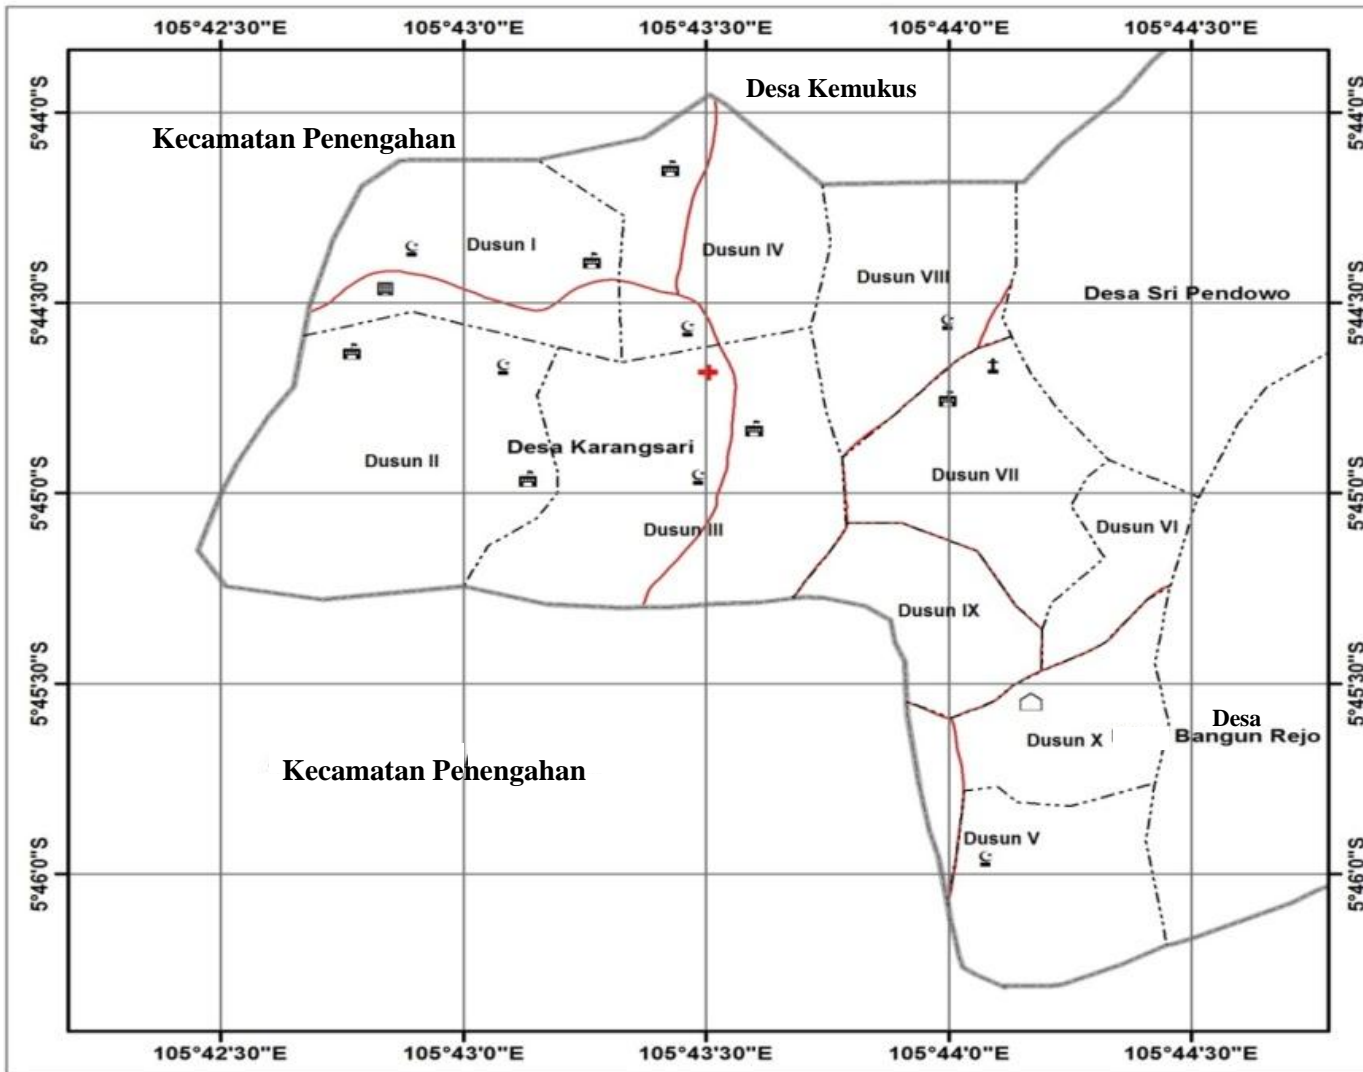 105°42'30"E 105°43'0"E 105°43'30"E 105°44'0"E 105°44'30"E
Desa Kemukus
5°44'0"S 5°44'0"S
Kecamatan Penengahan
Dusun I Dusun IV
Dusun VIII
Desa Sri Pendowo
5°44'30"S 5°44'30"S
Desa Karangsari
Dusun II
Dusun VII
5°45'0"S 5°45'0"S
Dusun III Dusun VI
Dusun IX
5°45'30"S 5°45'30"S
Desa
Dusun X Bangun Rejo
Kecamatan Penengahan
Dusun V
5°46'0"S 5°46'0"S
105°42'30"E 105°43'0"E 105°43'30"E 105°44'0"E 105°44'30"E